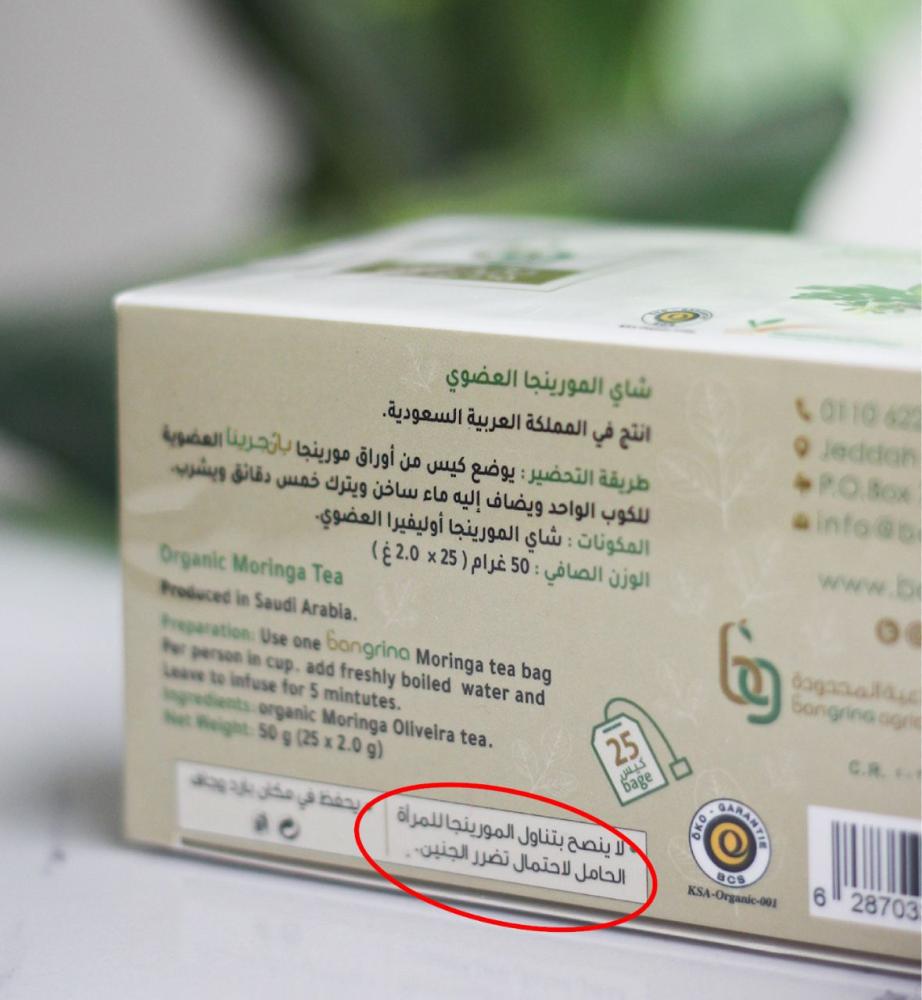 شاي المورينجا العضوي
انتج في المملكة العربية السعودية.
طريقة التحضير : يوضع كيس من أوراق مورينجا بانجرينا العضوية
للكوب الواحد ويضاف إليه ماء ساخن ويترك خمس دقائق ويشرب.
المكونات : شاي المورينجا أوليفيرا العضوي.
الوزن الصافي : 50 غرام ( 25 x 2.0 غ )
Organic Moringa Tea
Produced in Saudi Arabia.
Preparation: Use one bangrina Moringa tea bag
Per person in cup. add freshly boiled water and
Leave to infuse for 5 mintutes.
Ingredients: organic Moringa Oliveira tea.
Net Weight: 50 g (25 x 2.0 g)
لا ينصح بتناول المورينجا للمرأة
الحامل لاحتمال تضرر الجنين.
يحفظ في مكان بارد وجاف
25
كيس
bage
0110 622
Jeddah
P.O.Box
info@b
www.b
bg
bangrina agri
C.R.
ÖKO - GARANTIE
BCS
KSA-Organic-001
6 28703